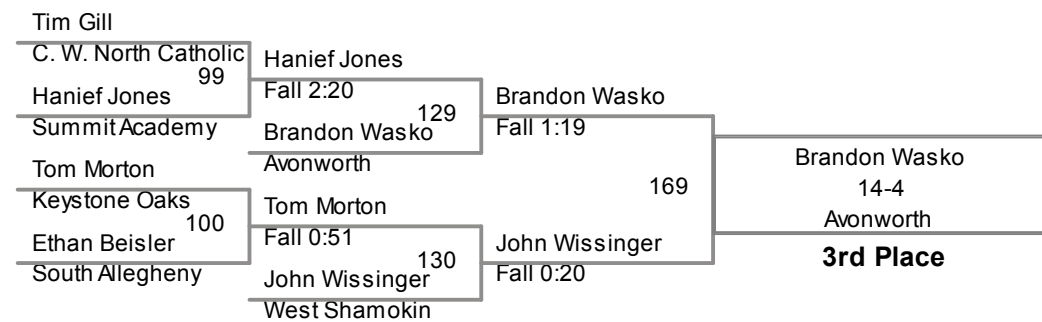 Tim Gill
C. W. North Catholic
99
Hanief Jones
Summit Academy
Tom Morton
Keystone Oaks
100
Ethan Beisler
South Allegheny
Hanief Jones
Fall 2:20
129
Brandon Wasko
Avonworth
Tom Morton
Fall 0:51
130
John Wissinger
West Shamokin
Brandon Wasko
Fall 1:19
169
John Wissinger
Fall 0:20
Brandon Wasko
14-4
Avonworth
3rd Place